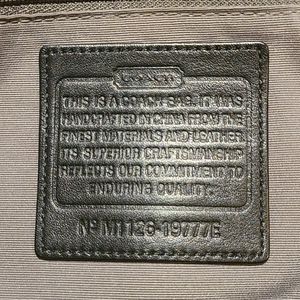 COACH
THIS IS A COACH BAG. IT WAS
HANDCRAFTED IN CHINA FROM THE
FINEST MATERIALS AND LEATHER.
ITS SUPERIOR CRAFTSMANSHIP
REFLECTS OUR COMMITMENT TO
ENDURING QUALITY.
Nº M1126-19777E